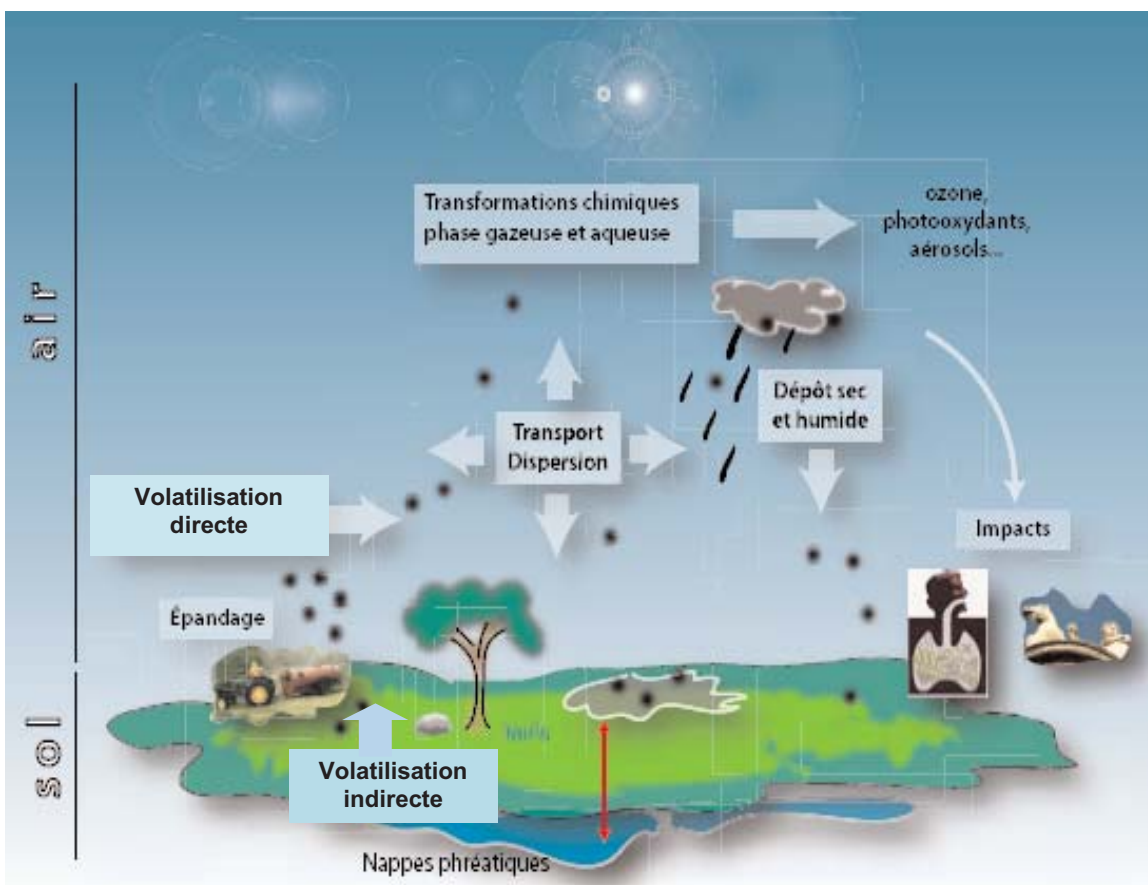 Transformations chimiques
phase gazeuse et aqueuse
ozone,
photooxydants,
aérosols...
air
Dépôt sec
et humide
Transport
Dispersion
Volatilisation
directe
Impacts
Épandage
sol
Volatilisation
indirecte
Nappes phréatiques